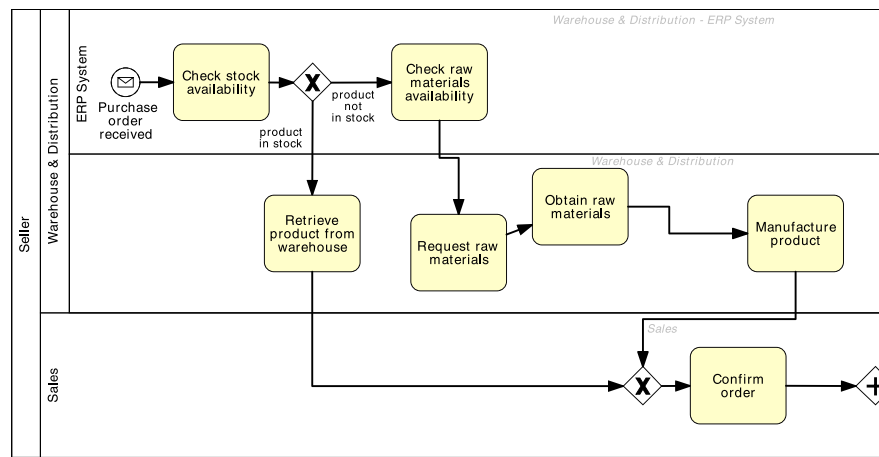 Warehouse & Distribution - ERP System
Seller
Warehouse & Distribution
ERP System
Purchase
order
received
Check stock
availability
X
product
in stock
product
not
in stock
Check raw
materials
availability
Warehouse & Distribution
Retrieve
product from
warehouse
Request raw
materials
Obtain raw
materials
Manufacture
product
Sales
Sales
X
Confirm
order